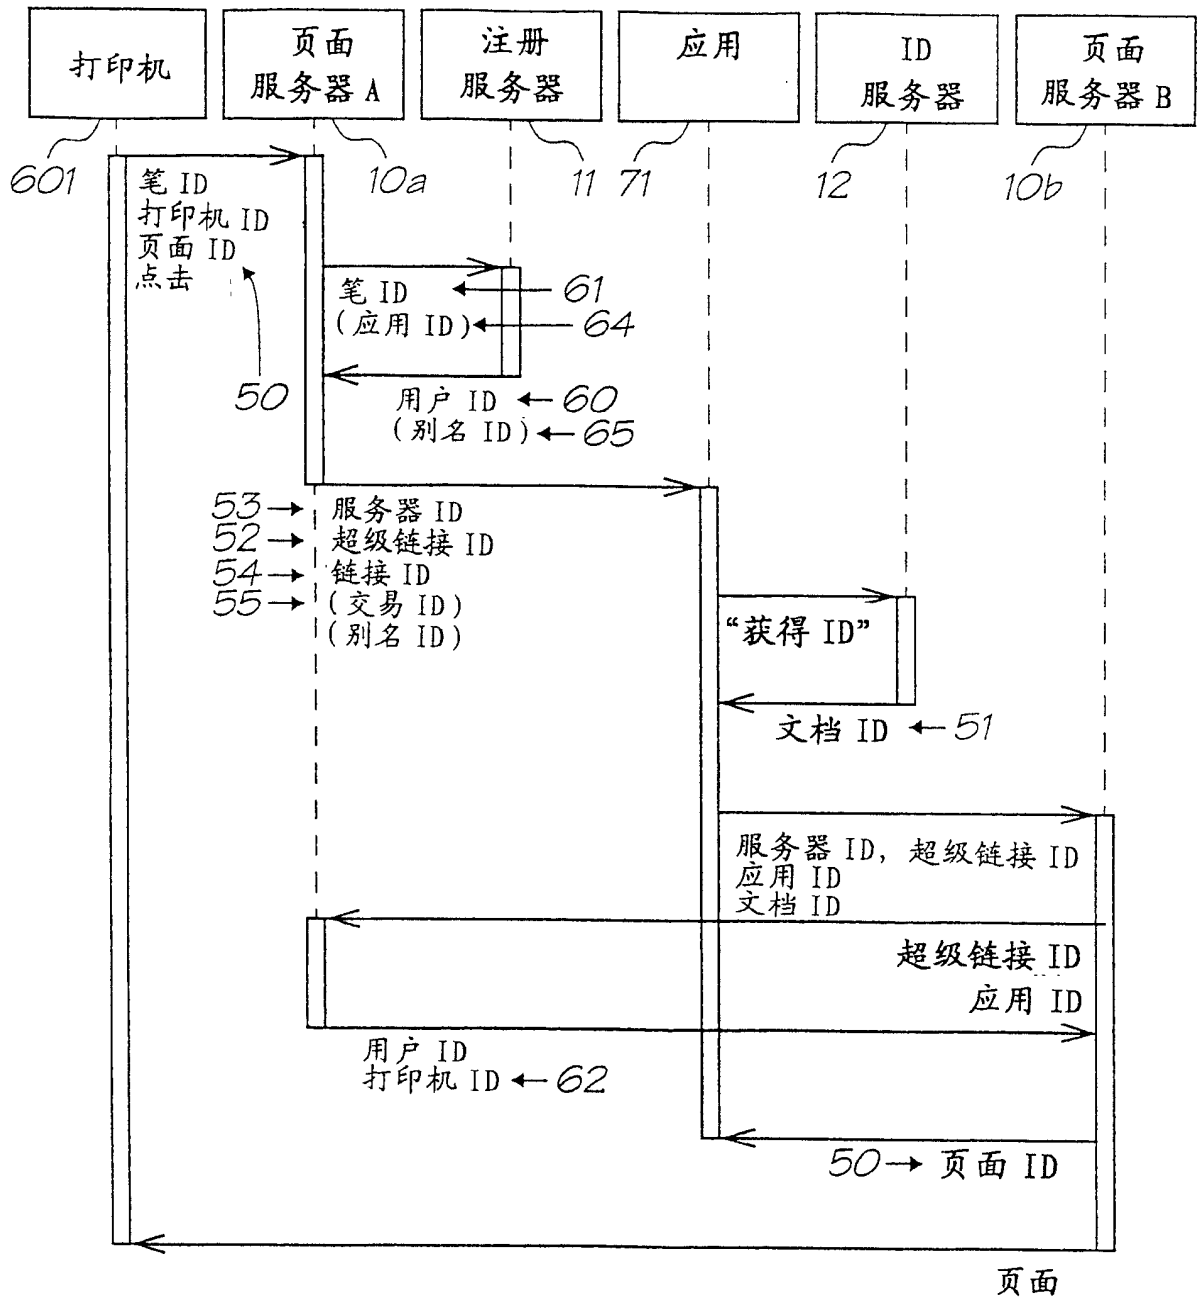 打印机
页面
服务器 A
注册
服务器
应用
ID
服务器
页面
服务器 B
601
10a
11
71
12
10b
笔 ID
打印机 ID
页面 ID
点击
50
笔 ID
61
(应用 ID)
64
用户 ID
60
(别名 ID)
65
53
服务器 ID
52
超级链接 ID
54
链接 ID
55
(交易 ID)
(别名 ID)
“获得 ID”
文档 ID
51
服务器 ID, 超级链接 ID
应用 ID
文档 ID
超级链接 ID
应用 ID
用户 ID
打印机 ID
62
50
页面 ID
页面